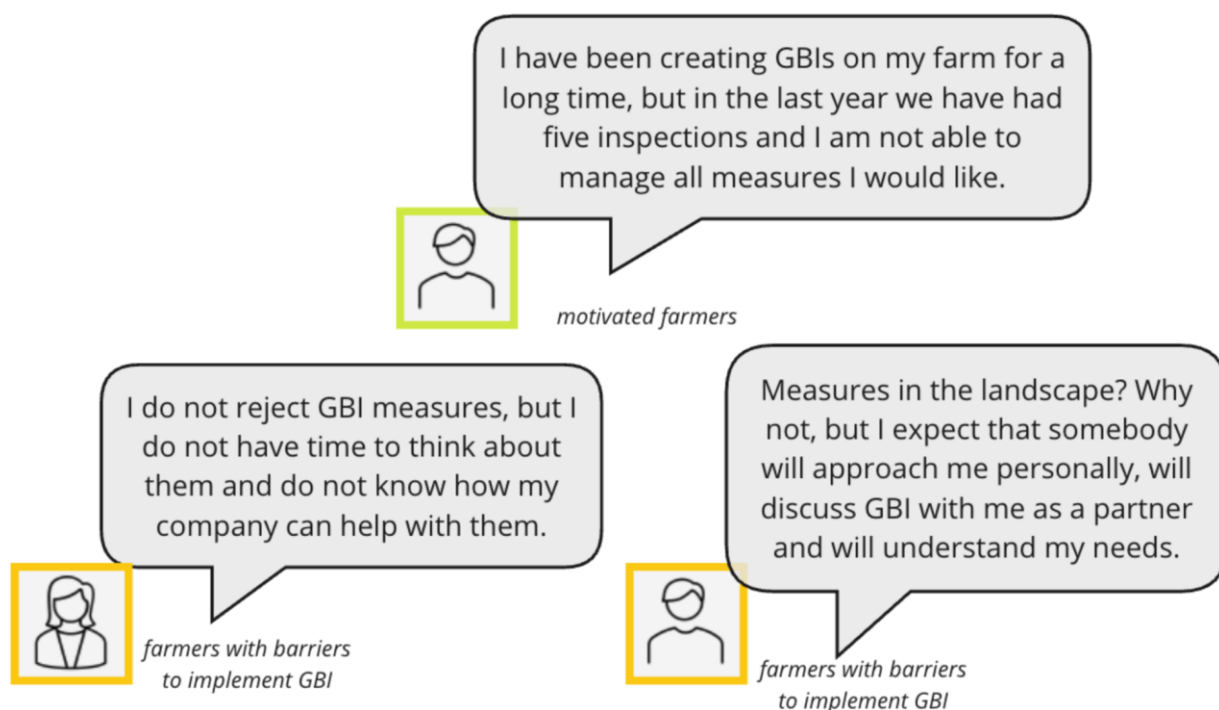 I have been creating GBIs on my farm for a
long time, but in the last year we have had
five inspections and I am not able to
manage all measures I would like.
motivated farmers
I do not reject GBI measures, but I
do not have time to think about
them and do not know how my
company can help with them.
farmers with barriers
to implement GBI
Measures in the landscape? Why
not, but I expect that somebody
will approach me personally, will
discuss GBI with me as a partner
and will understand my needs.
farmers with barriers
to implement GBI